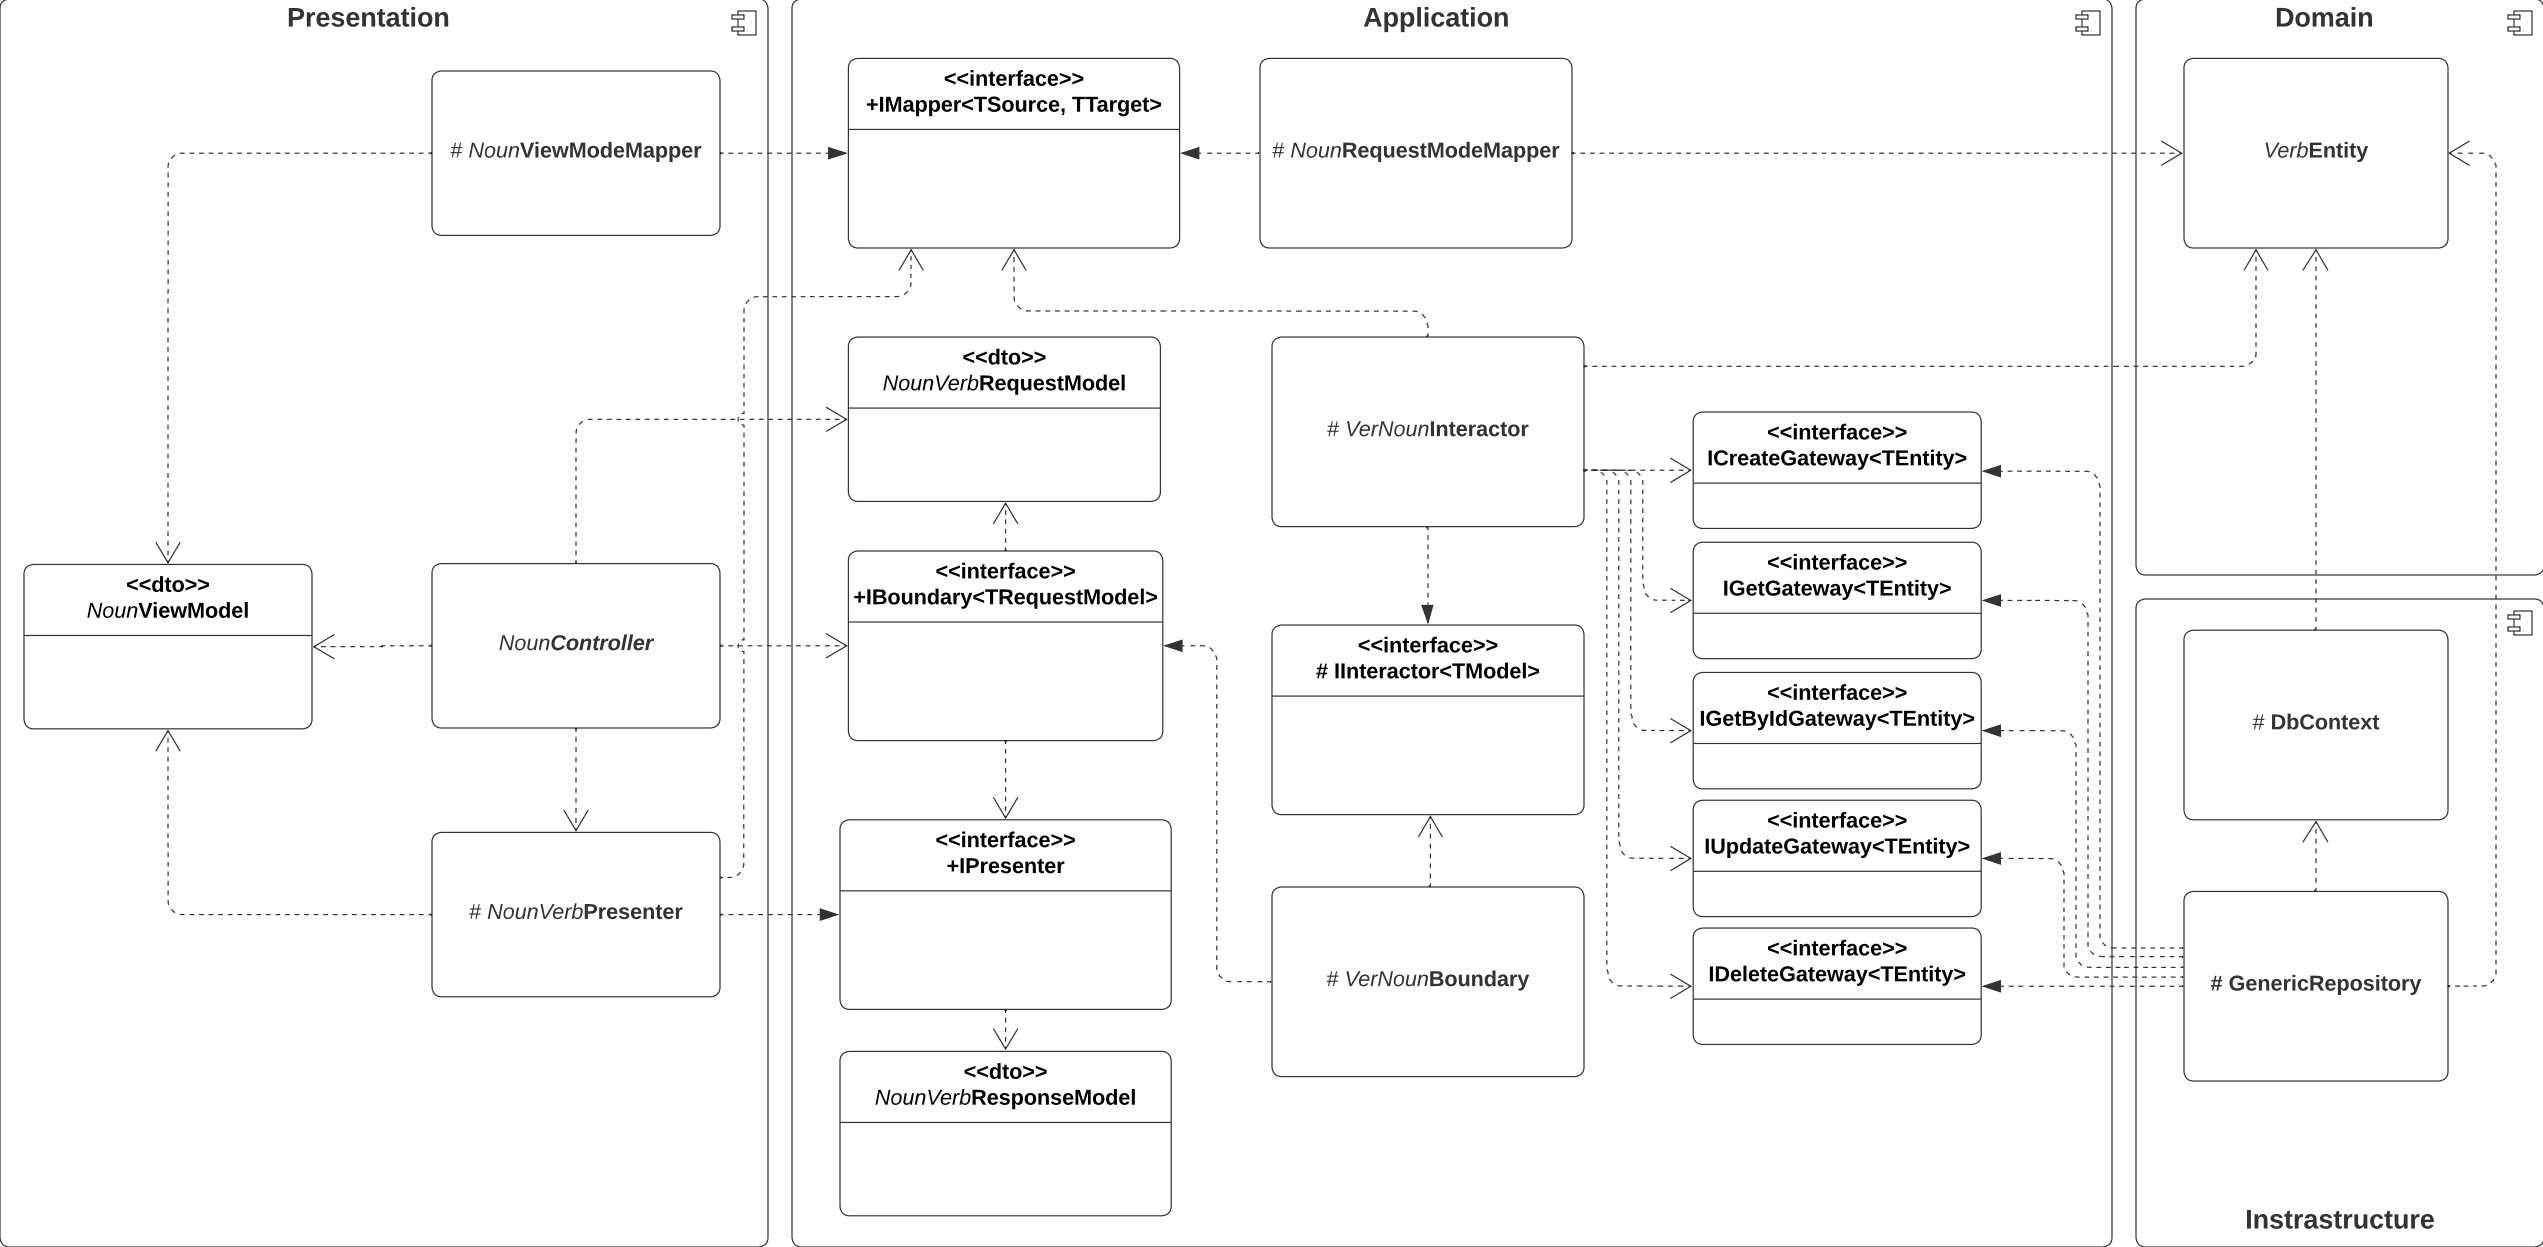 Presentation
# NounViewModeMapper
<<dto>>
NounViewModel
NounController
# NounVerbPresenter
Application
<<interface>>
+IMapper<TSource, TTarget>
# NounRequestModeMapper
<<dto>>
NounVerbRequestModel
# VerNounInteractor
<<interface>>
+IBoundary<TRequestModel>
<<interface>>
# IInteractor<TModel>
<<interface>>
+IPresenter
# VerNounBoundary
<<dto>>
NounVerbResponseModel
<<interface>>
ICreateGateway<TEntity>
<<interface>>
IGetGateway<TEntity>
<<interface>>
IGetByIdGateway<TEntity>
<<interface>>
IUpdateGateway<TEntity>
<<interface>>
IDeleteGateway<TEntity>
Domain
VerbEntity
# DbContext
# GenericRepository
Instrastructure